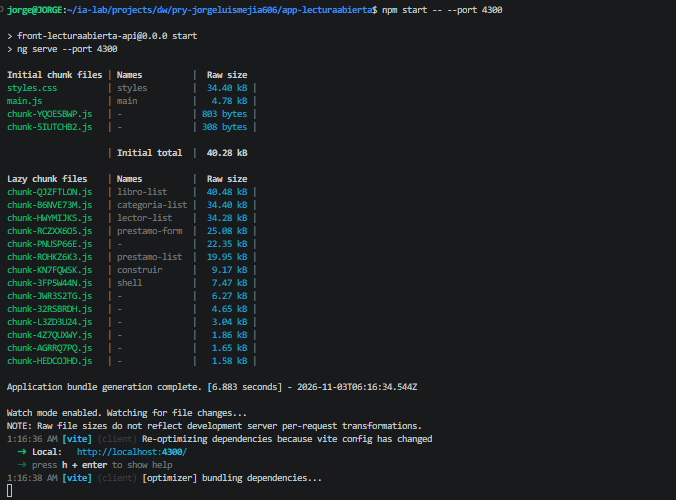 jorge@JORGE:~/ia-lab/projects/dw/pry-jorgeluismejia606/app-lecturaabierta$ npm start -- --port 4300
> front-lecturaabierta-api@0.0.0 start
> ng serve --port 4300
Initial chunk files | Names | Raw size
styles.css | styles | 34.40 kB |
main.js | main | 4.78 kB |
chunk-YQOESBWP.js | - | 803 bytes |
chunk-5IUTCHB2.js | - | 308 bytes |
| Initial total | 40.28 kB
Lazy chunk files | Names | Raw size
chunk-QJZFTLON.js | libro-list | 40.48 kB |
chunk-B6NVE73M.js | categoria-list | 34.40 kB |
chunk-HWYMIJKS.js | lector-list | 34.28 kB |
chunk-RCZXX6O5.js | prestamo-form | 25.08 kB |
chunk-PNUSP66E.js | - | 22.35 kB |
chunk-ROHKZ6K3.js | prestamo-list | 19.95 kB |
chunk-KN7FQWSK.js | construir | 9.17 kB |
chunk-3FP5W44N.js | shell | 7.47 kB |
chunk-JWR3S2TG.js | - | 6.27 kB |
chunk-32RSBRDH.js | - | 4.65 kB |
chunk-L3ZD3U24.js | - | 3.04 kB |
chunk-4Z7QUXWY.js | - | 1.86 kB |
chunk-AGRRQ7PQ.js | - | 1.65 kB |
chunk-HEDCOJHD.js | - | 1.58 kB |
Application bundle generation complete. [6.883 seconds] - 2026-11-03T06:16:34.544Z
Watch mode enabled. Watching for file changes...
NOTE: Raw file sizes do not reflect development server per-request transformations.
1:16:36 AM [vite] (client) Re-optimizing dependencies because vite config has changed
➜ Local: http://localhost:4300/
➜ press h + enter to show help
1:16:38 AM [vite] (client) [optimizer] bundling dependencies...